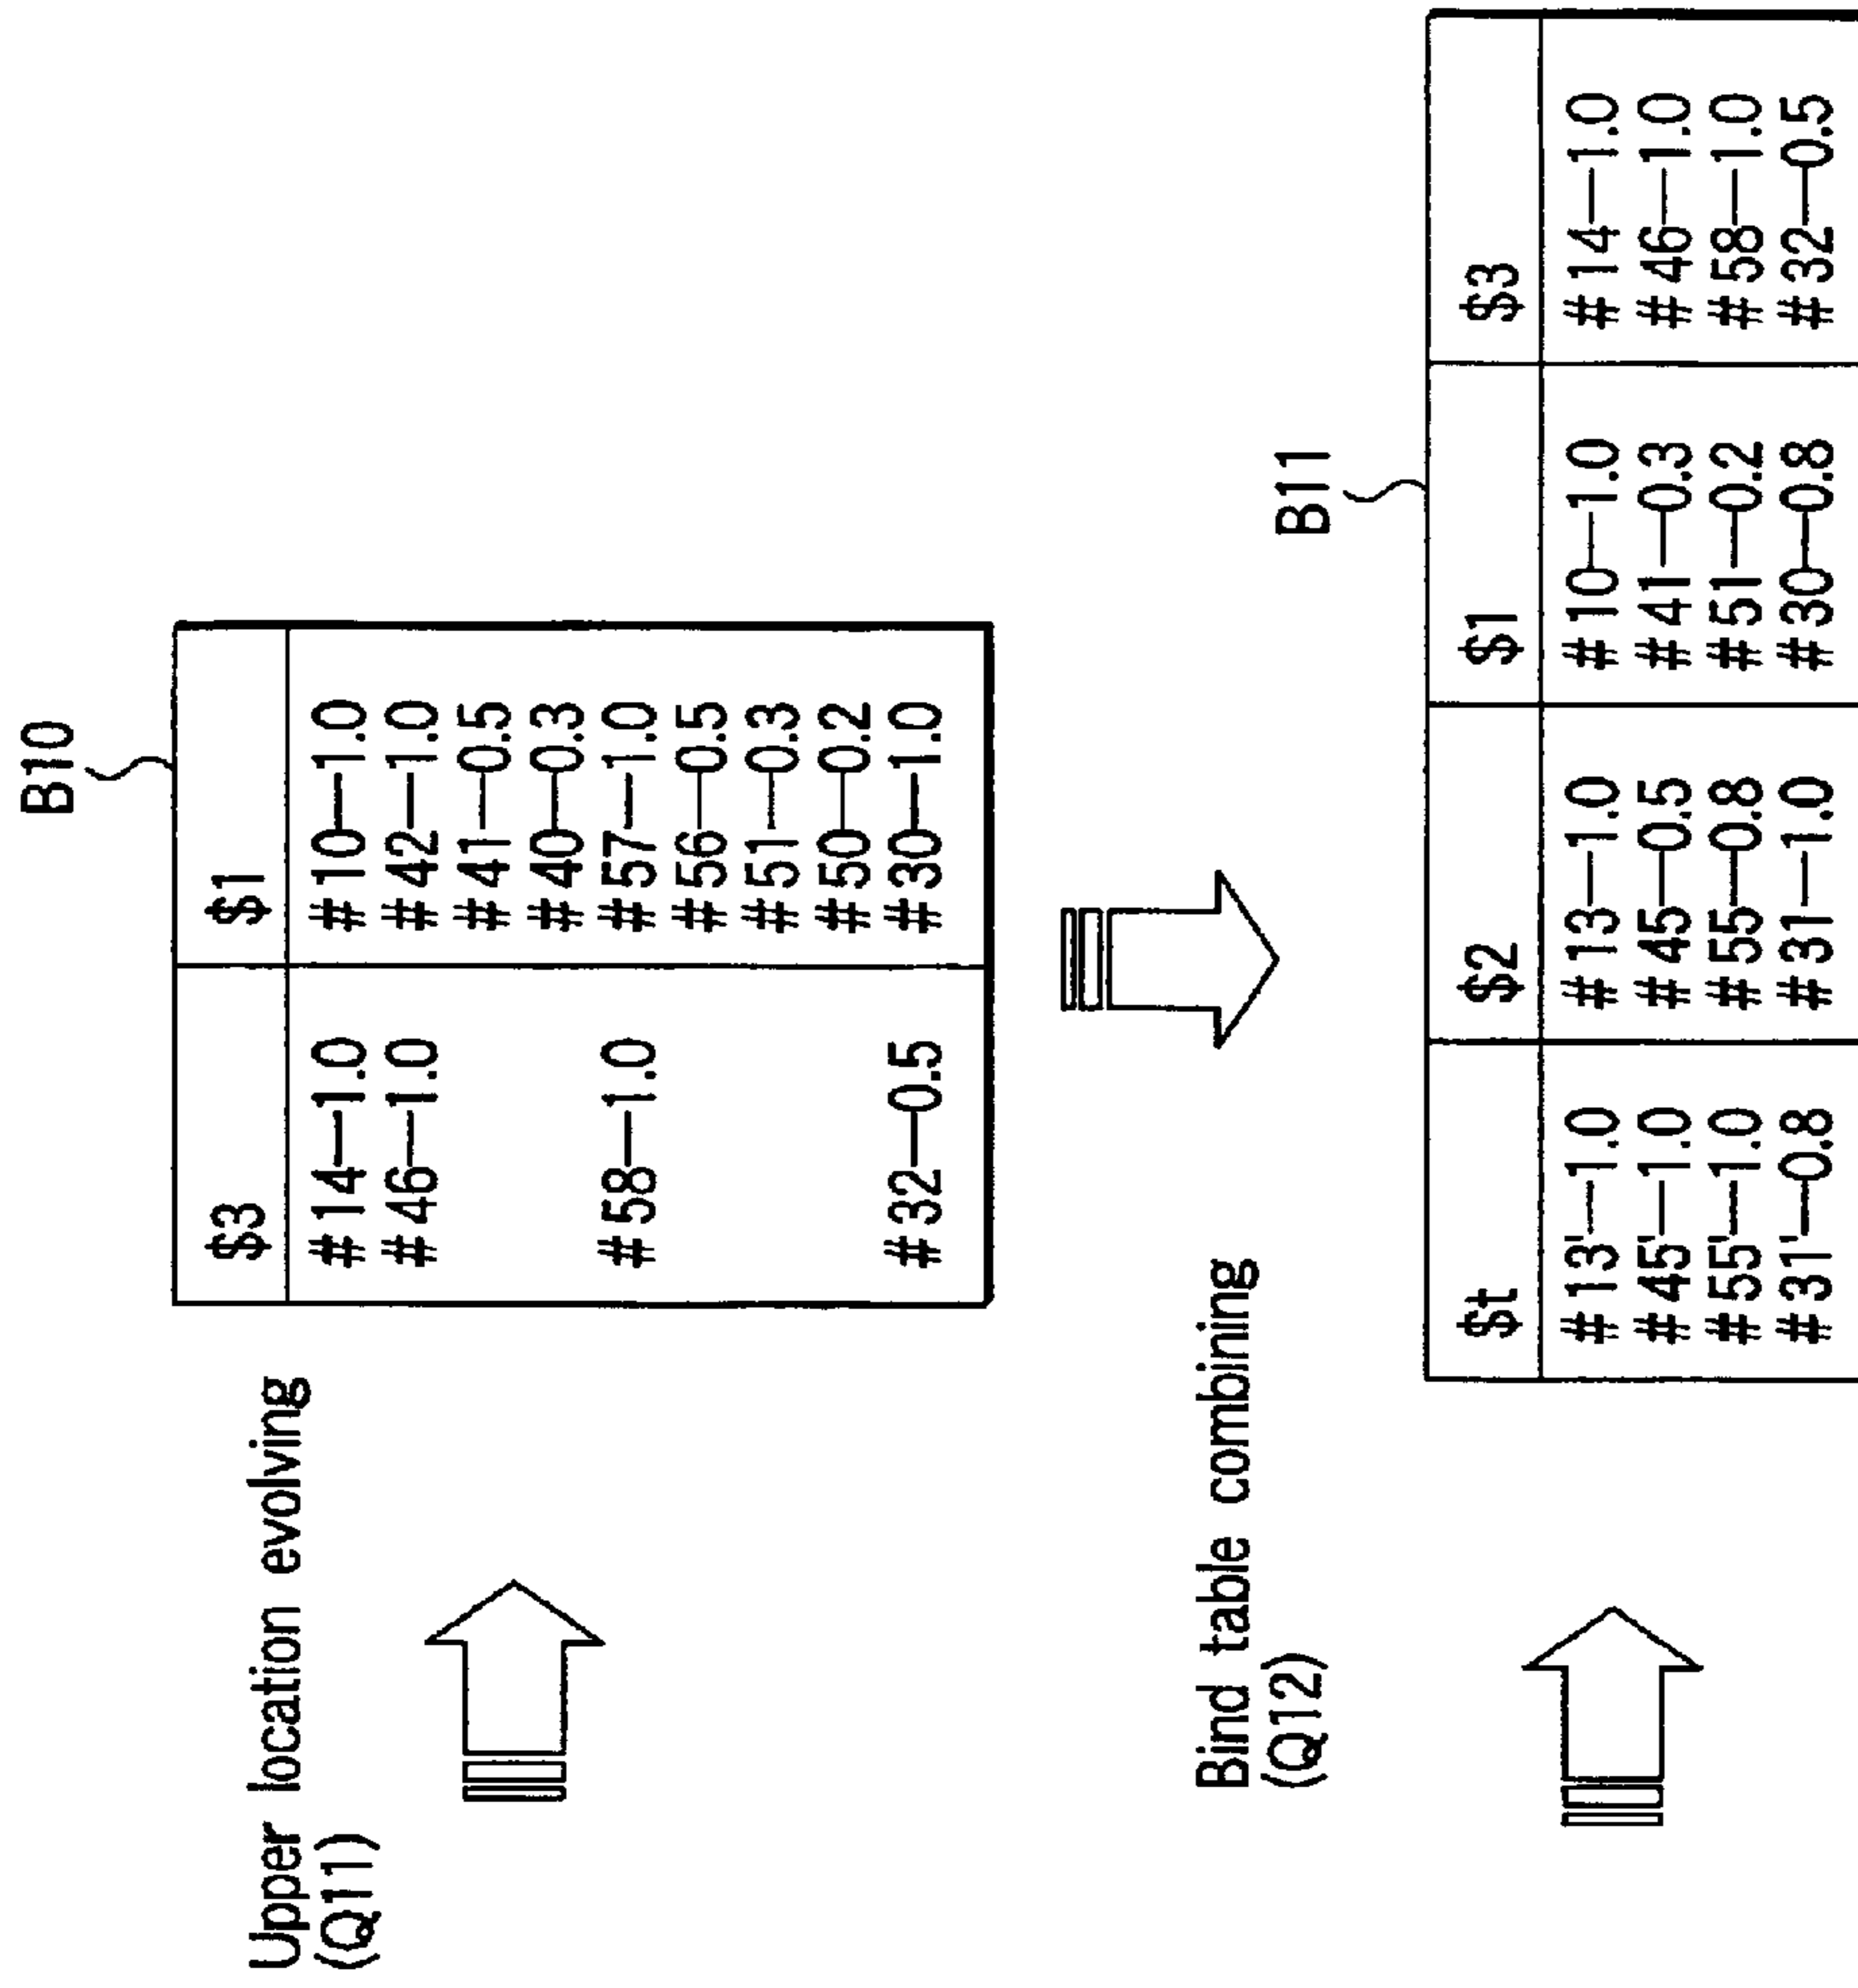 B10
Upper location evolving
(Q11)
$3 $1
#14—1.0 #10—1.0
#46—1.0 #42—1.0
#41—0.5
#40—0.3
#58—1.0 #57—1.0
#56—0.5
#51—0.3
#50—0.2
#32—0.5 #30—1.0
Bind table combining
(Q12)
B11
$t $2 $1 $3
#13'—1.0 #13—1.0 #10—1.0 #14—1.0
#45'—1.0 #45—0.5 #41—0.3 #46—1.0
#55'—1.0 #55—0.8 #51—0.2 #58—1.0
#31'—0.8 #31—1.0 #30—0.8 #32—0.5